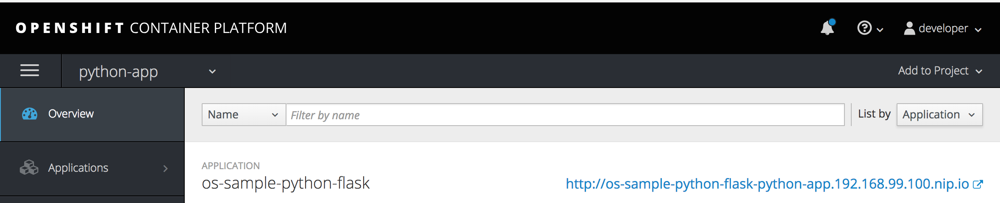 OPENSHIFT CONTAINER PLATFORM
developer
python-app
Add to Project
Overview
Name
Filter by name
List by
Application
Applications
APPLICATION
os-sample-python-flask
http://os-sample-python-flask-python-app.192.168.99.100.nip.io